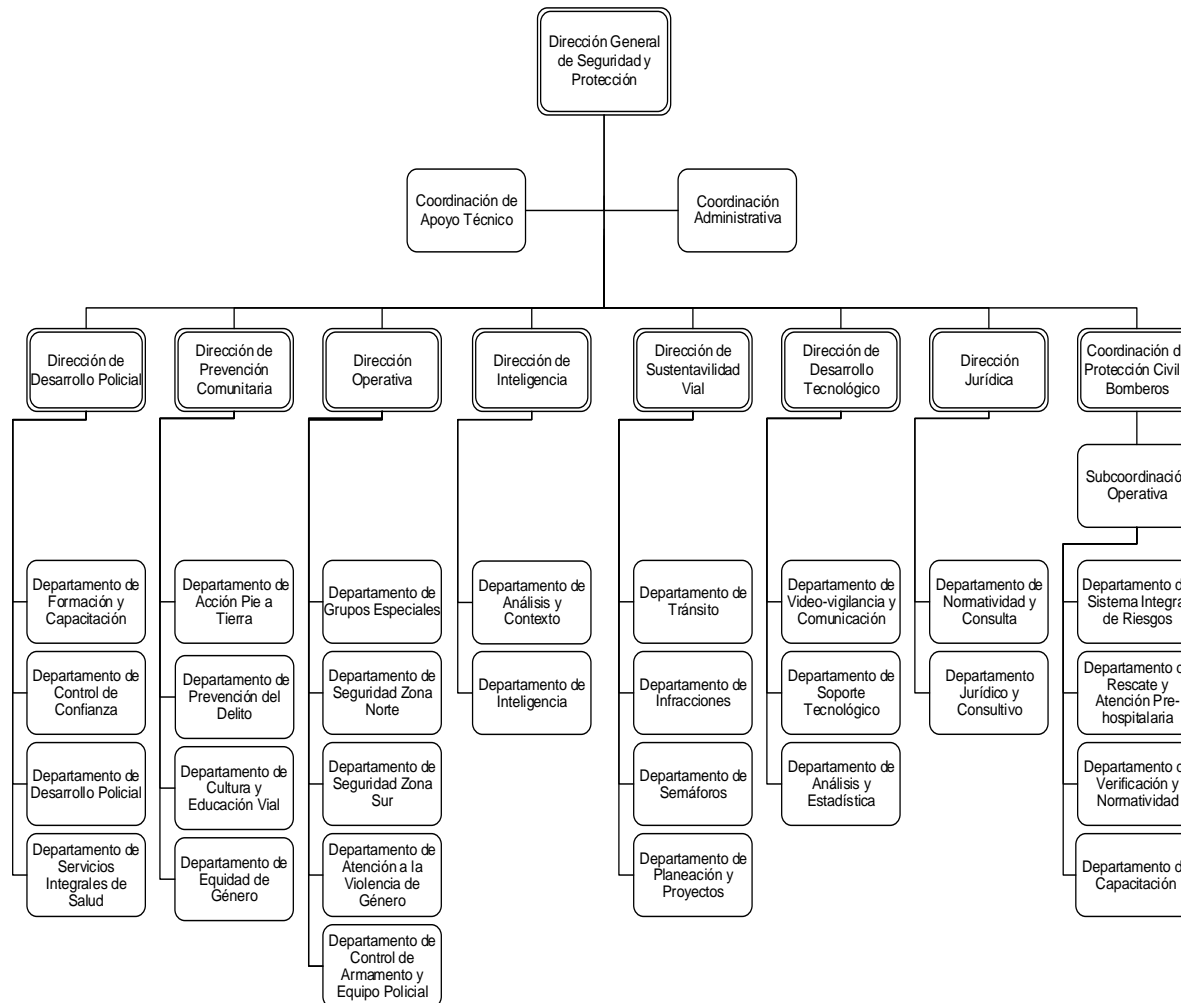 Dirección General
de Seguridad y
Protección
Coordinación de
Apoyo Técnico
Coordinación
Administrativa
Dirección de
Desarrollo Policial
Dirección de
Prevención
Comunitaria
Dirección
Operativa
Dirección de
Inteligencia
Dirección de
Sustentavilidad
Vial
Dirección de
Desarrollo
Tecnológico
Dirección
Jurídica
Coordinación d
Protección Civil
Bomberos
Subcoordinació
Operativa
Departamento de
Formación y
Capacitación
Departamento de
Control de
Confianza
Departamento de
Desarrollo Policial
Departamento de
Servicios
Integrales de
Salud
Departamento de
Acción Pie a
Tierra
Departamento de
Prevención del
Delito
Departamento de
Cultura y
Educación Vial
Departamento de
Equidad de
Género
Departamento de
Grupos Especiales
Departamento de
Seguridad Zona
Norte
Departamento de
Seguridad Zona
Sur
Departamento de
Atención a la
Violencia de
Género
Departamento de
Control de
Armamento y
Equipo Policial
Departamento de
Análisis y
Contexto
Departamento de
Inteligencia
Departamento de
Tránsito
Departamento de
Infracciones
Departamento de
Semáforos
Departamento de
Planeación y
Proyectos
Departamento de
Video-vigilancia y
Comunicación
Departamento de
Soporte
Tecnológico
Departamento de
Análisis y
Estadística
Departamento de
Normatividad y
Consulta
Departamento
Jurídico y
Consultivo
Departamento d
Sistema Integra
de Riesgos
Departamento d
Rescate y
Atención Pre-
hospitalaria
Departamento d
Verificación y
Normatividad
Departamento d
Capacitación